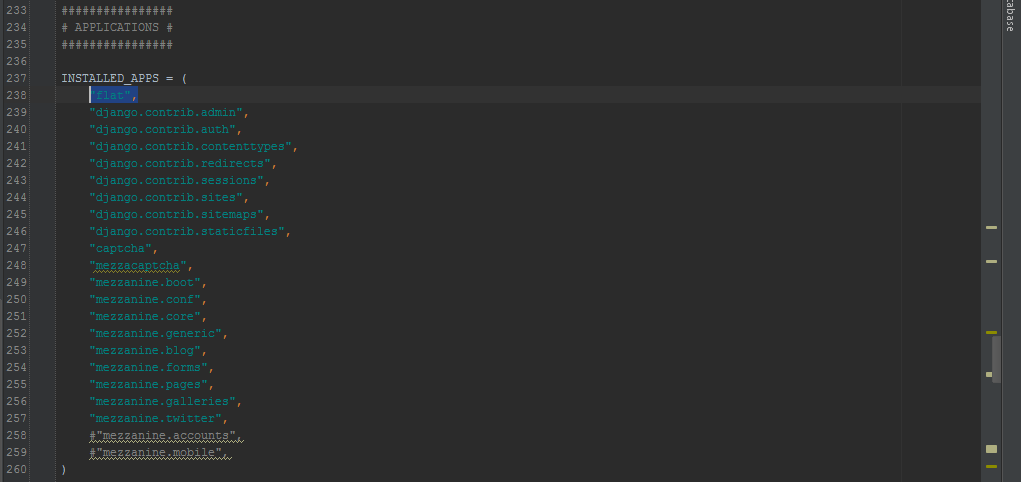 233 ################
234 # APPLICATIONS #
235 ################
236
237 INSTALLED_APPS = (
238 "flat",
239 "django.contrib.admin",
240 "django.contrib.auth",
241 "django.contrib.contenttypes",
242 "django.contrib.redirects",
243 "django.contrib.sessions",
244 "django.contrib.sites",
245 "django.contrib.sitemaps",
246 "django.contrib.staticfiles",
247 "captcha",
248 "mezzacaptcha",
249 "mezzanine.boot",
250 "mezzanine.conf",
251 "mezzanine.core",
252 "mezzanine.generic",
253 "mezzanine.blog",
254 "mezzanine.forms",
255 "mezzanine.pages",
256 "mezzanine.galleries",
257 "mezzanine.twitter",
258 #"mezzanine.accounts",
259 #"mezzanine.mobile",
260 )
tabase